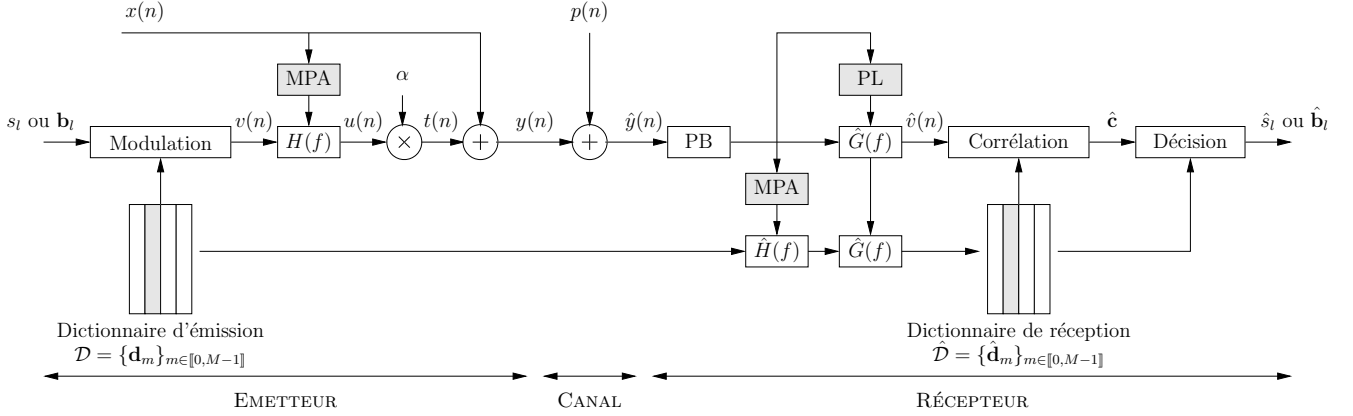 x(n)
p(n)
MPA
PL
α
s_l ou b_l
Modulation
v(n)
H(f)
u(n)
×
t(n)
+
y(n)
+
ŷ(n)
PB
Ĝ(f)
v̂(n)
Corrélation
ĉ
Décision
ŝ_l ou b̂_l
MPA
Ĥ(f)
Ĝ(f)
Dictionnaire d'émission
𝒟 = {d_m}_{m∈⟦0,M−1⟧}
Dictionnaire de réception
𝒟̂ = {d̂_m}_{m∈⟦0,M−1⟧}
EMETTEUR
CANAL
RÉCEPTEUR